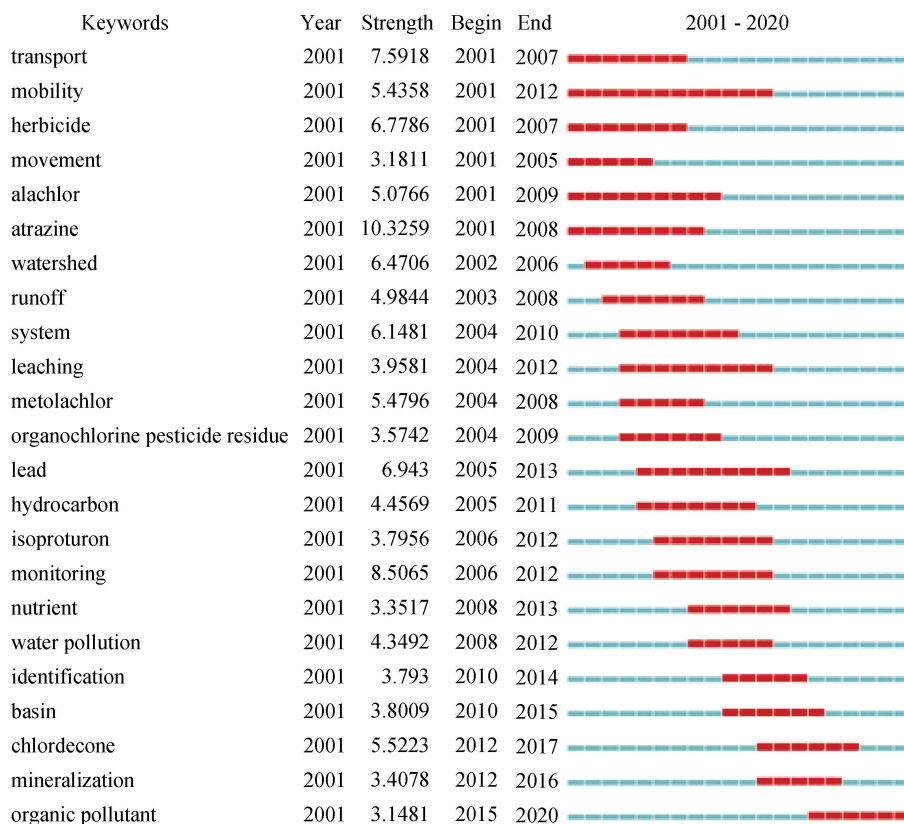 Keywords Year Strength Begin End 2001 - 2020
transport 2001 7.5918 2001 2007
mobility 2001 5.4358 2001 2012
herbicide 2001 6.7786 2001 2007
movement 2001 3.1811 2001 2005
alachlor 2001 5.0766 2001 2009
atrazine 2001 10.3259 2001 2008
watershed 2001 6.4706 2002 2006
runoff 2001 4.9844 2003 2008
system 2001 6.1481 2004 2010
leaching 2001 3.9581 2004 2012
metolachlor 2001 5.4796 2004 2008
organochlorine pesticide residue 2001 3.5742 2004 2009
lead 2001 6.943 2005 2013
hydrocarbon 2001 4.4569 2005 2011
isoproturon 2001 3.7956 2006 2012
monitoring 2001 8.5065 2006 2012
nutrient 2001 3.3517 2008 2013
water pollution 2001 4.3492 2008 2012
identification 2001 3.793 2010 2014
basin 2001 3.8009 2010 2015
chlordecone 2001 5.5223 2012 2017
mineralization 2001 3.4078 2012 2016
organic pollutant 2001 3.1481 2015 2020